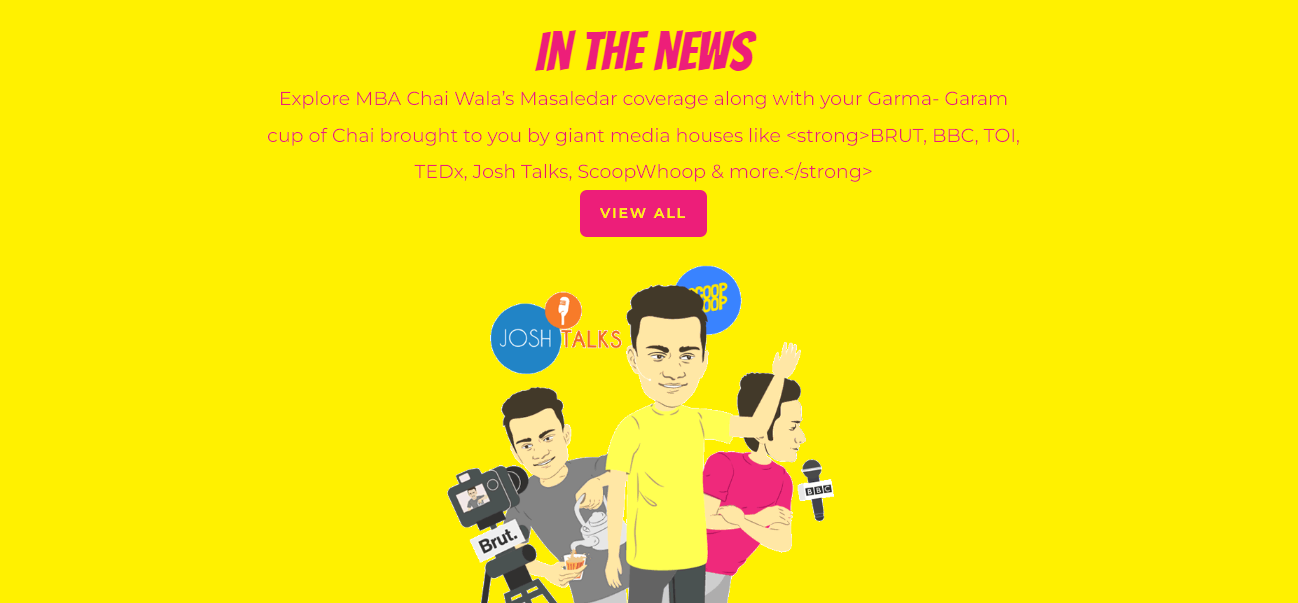 IN THE NEWS
Explore MBA Chai Wala’s Masaledar coverage along with your Garma- Garam
cup of Chai brought to you by giant media houses like <strong>BRUT, BBC, TOI,
TEDx, Josh Talks, ScoopWhoop & more.</strong>
VIEW ALL
JOSH TALKS
BBC
Brut.